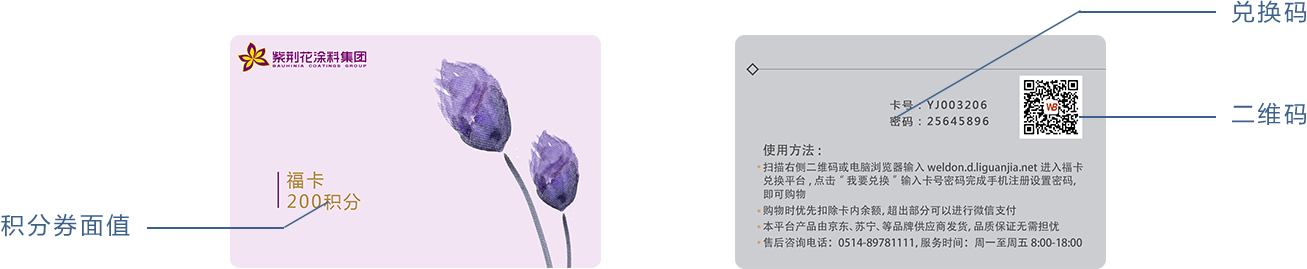 兑换码
紫荆花涂料集团
BAUHINIA COATINGS GROUP
卡号：YJ003206
密码：25645896
WB
二维码
使用方法：
扫描右侧二维码或电脑浏览器输入 weldon.d.liguanjia.net 进入福卡
兑换平台，点击“我要兑换”输入卡号密码完成手机注册设置密码，
即可购物
购物时优先扣除卡内余额，超出部分可以进行微信支付
本平台产品由京东、苏宁、等品牌供应商发货，品质保证无需担忧
售后咨询电话：0514-89781111，服务时间：周一至周五 8:00-18:00
福卡
200积分
积分券面值